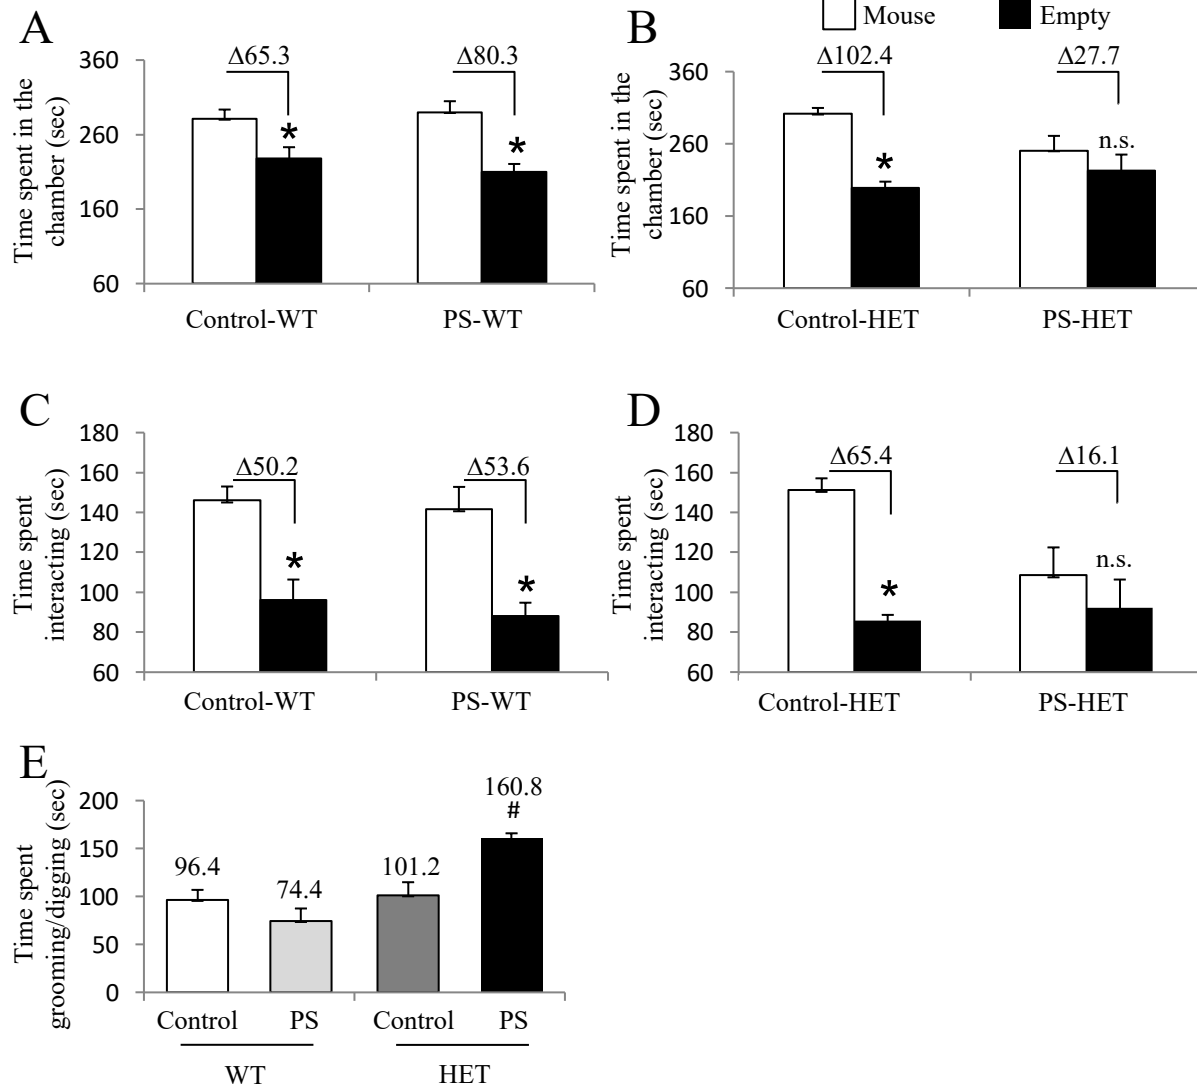 Mouse Empty
A
Time spent in the
chamber (sec)
360
260
160
60
Δ65.3
Δ80.3
*
*
Control-WT PS-WT
B
Time spent in the
chamber (sec)
360
260
160
60
Δ102.4
Δ27.7
*
n.s.
Control-HET PS-HET
C
Time spent
interacting (sec)
180
160
140
120
100
80
60
Δ50.2
Δ53.6
*
*
Control-WT PS-WT
D
Time spent
interacting (sec)
180
160
140
120
100
80
60
Δ65.4
Δ16.1
*
n.s.
Control-HET PS-HET
E
Time spent
grooming/digging (sec)
200
150
100
50
0
96.4
74.4
101.2
160.8
#
Control PS Control PS
WT HET